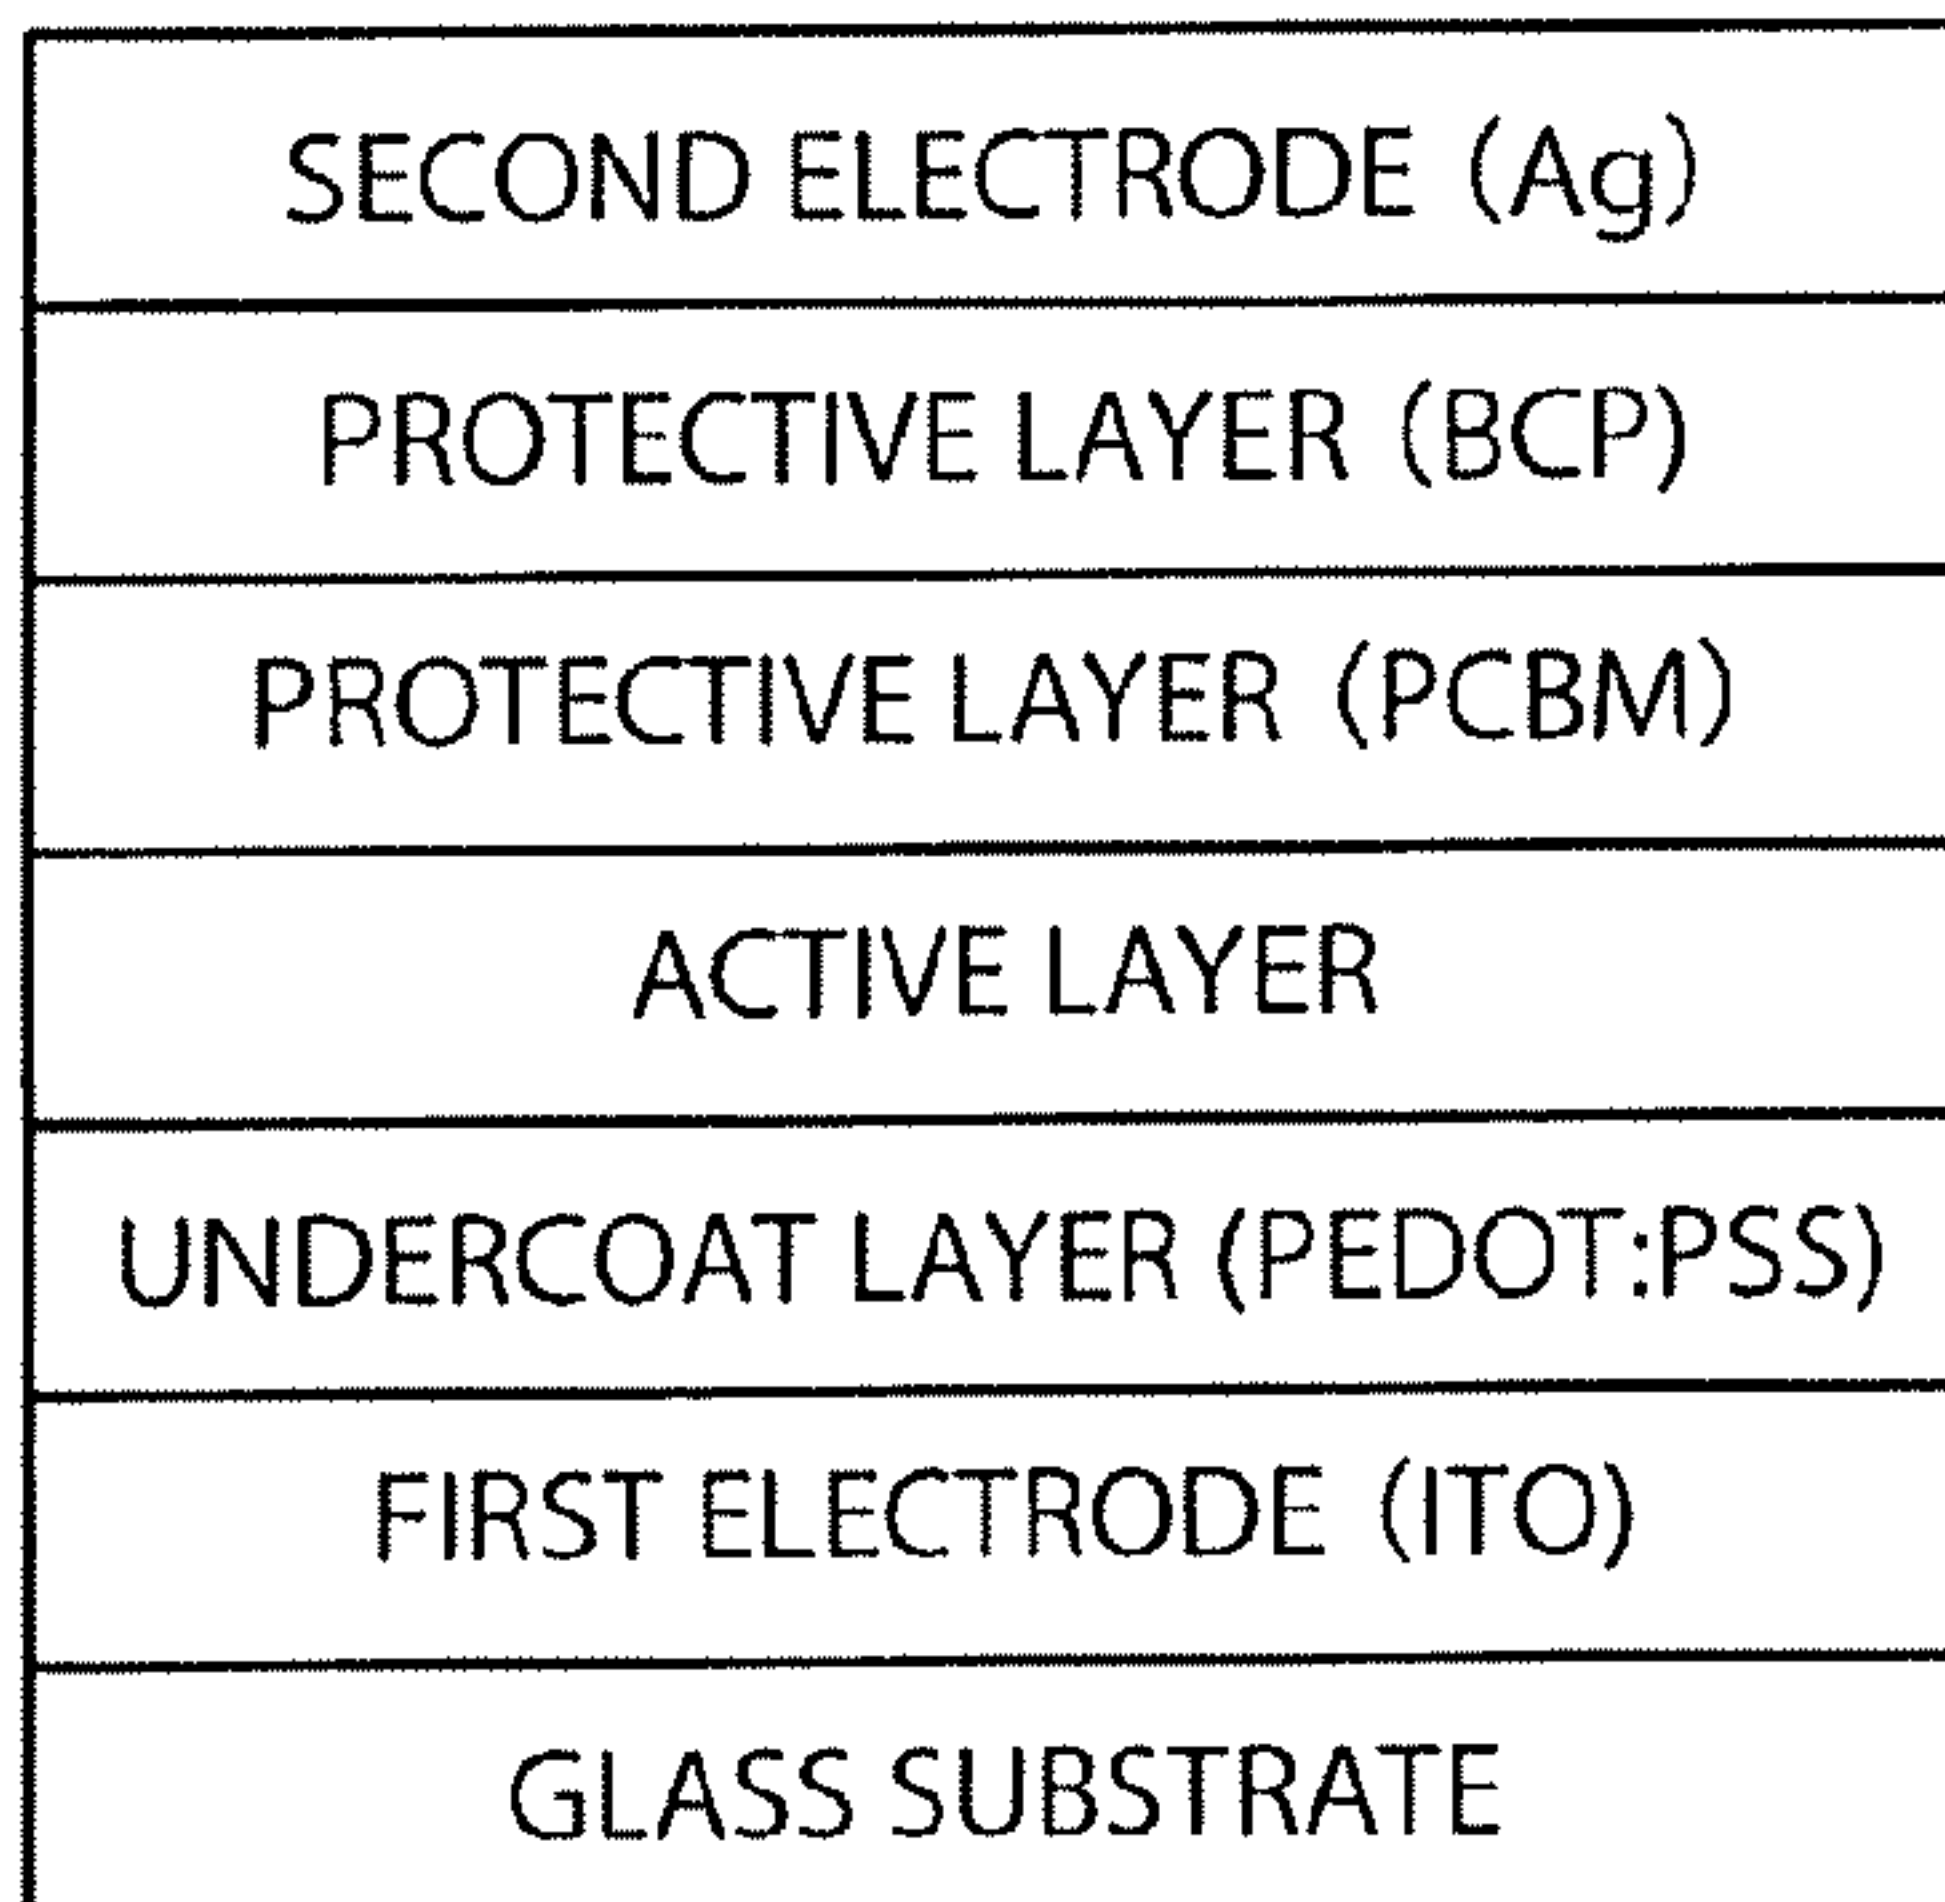 SECOND ELECTRODE (Ag)
PROTECTIVE LAYER (BCP)
PROTECTIVE LAYER (PCBM)
ACTIVE LAYER
UNDERCOAT LAYER (PEDOT:PSS)
FIRST ELECTRODE (ITO)
GLASS SUBSTRATE